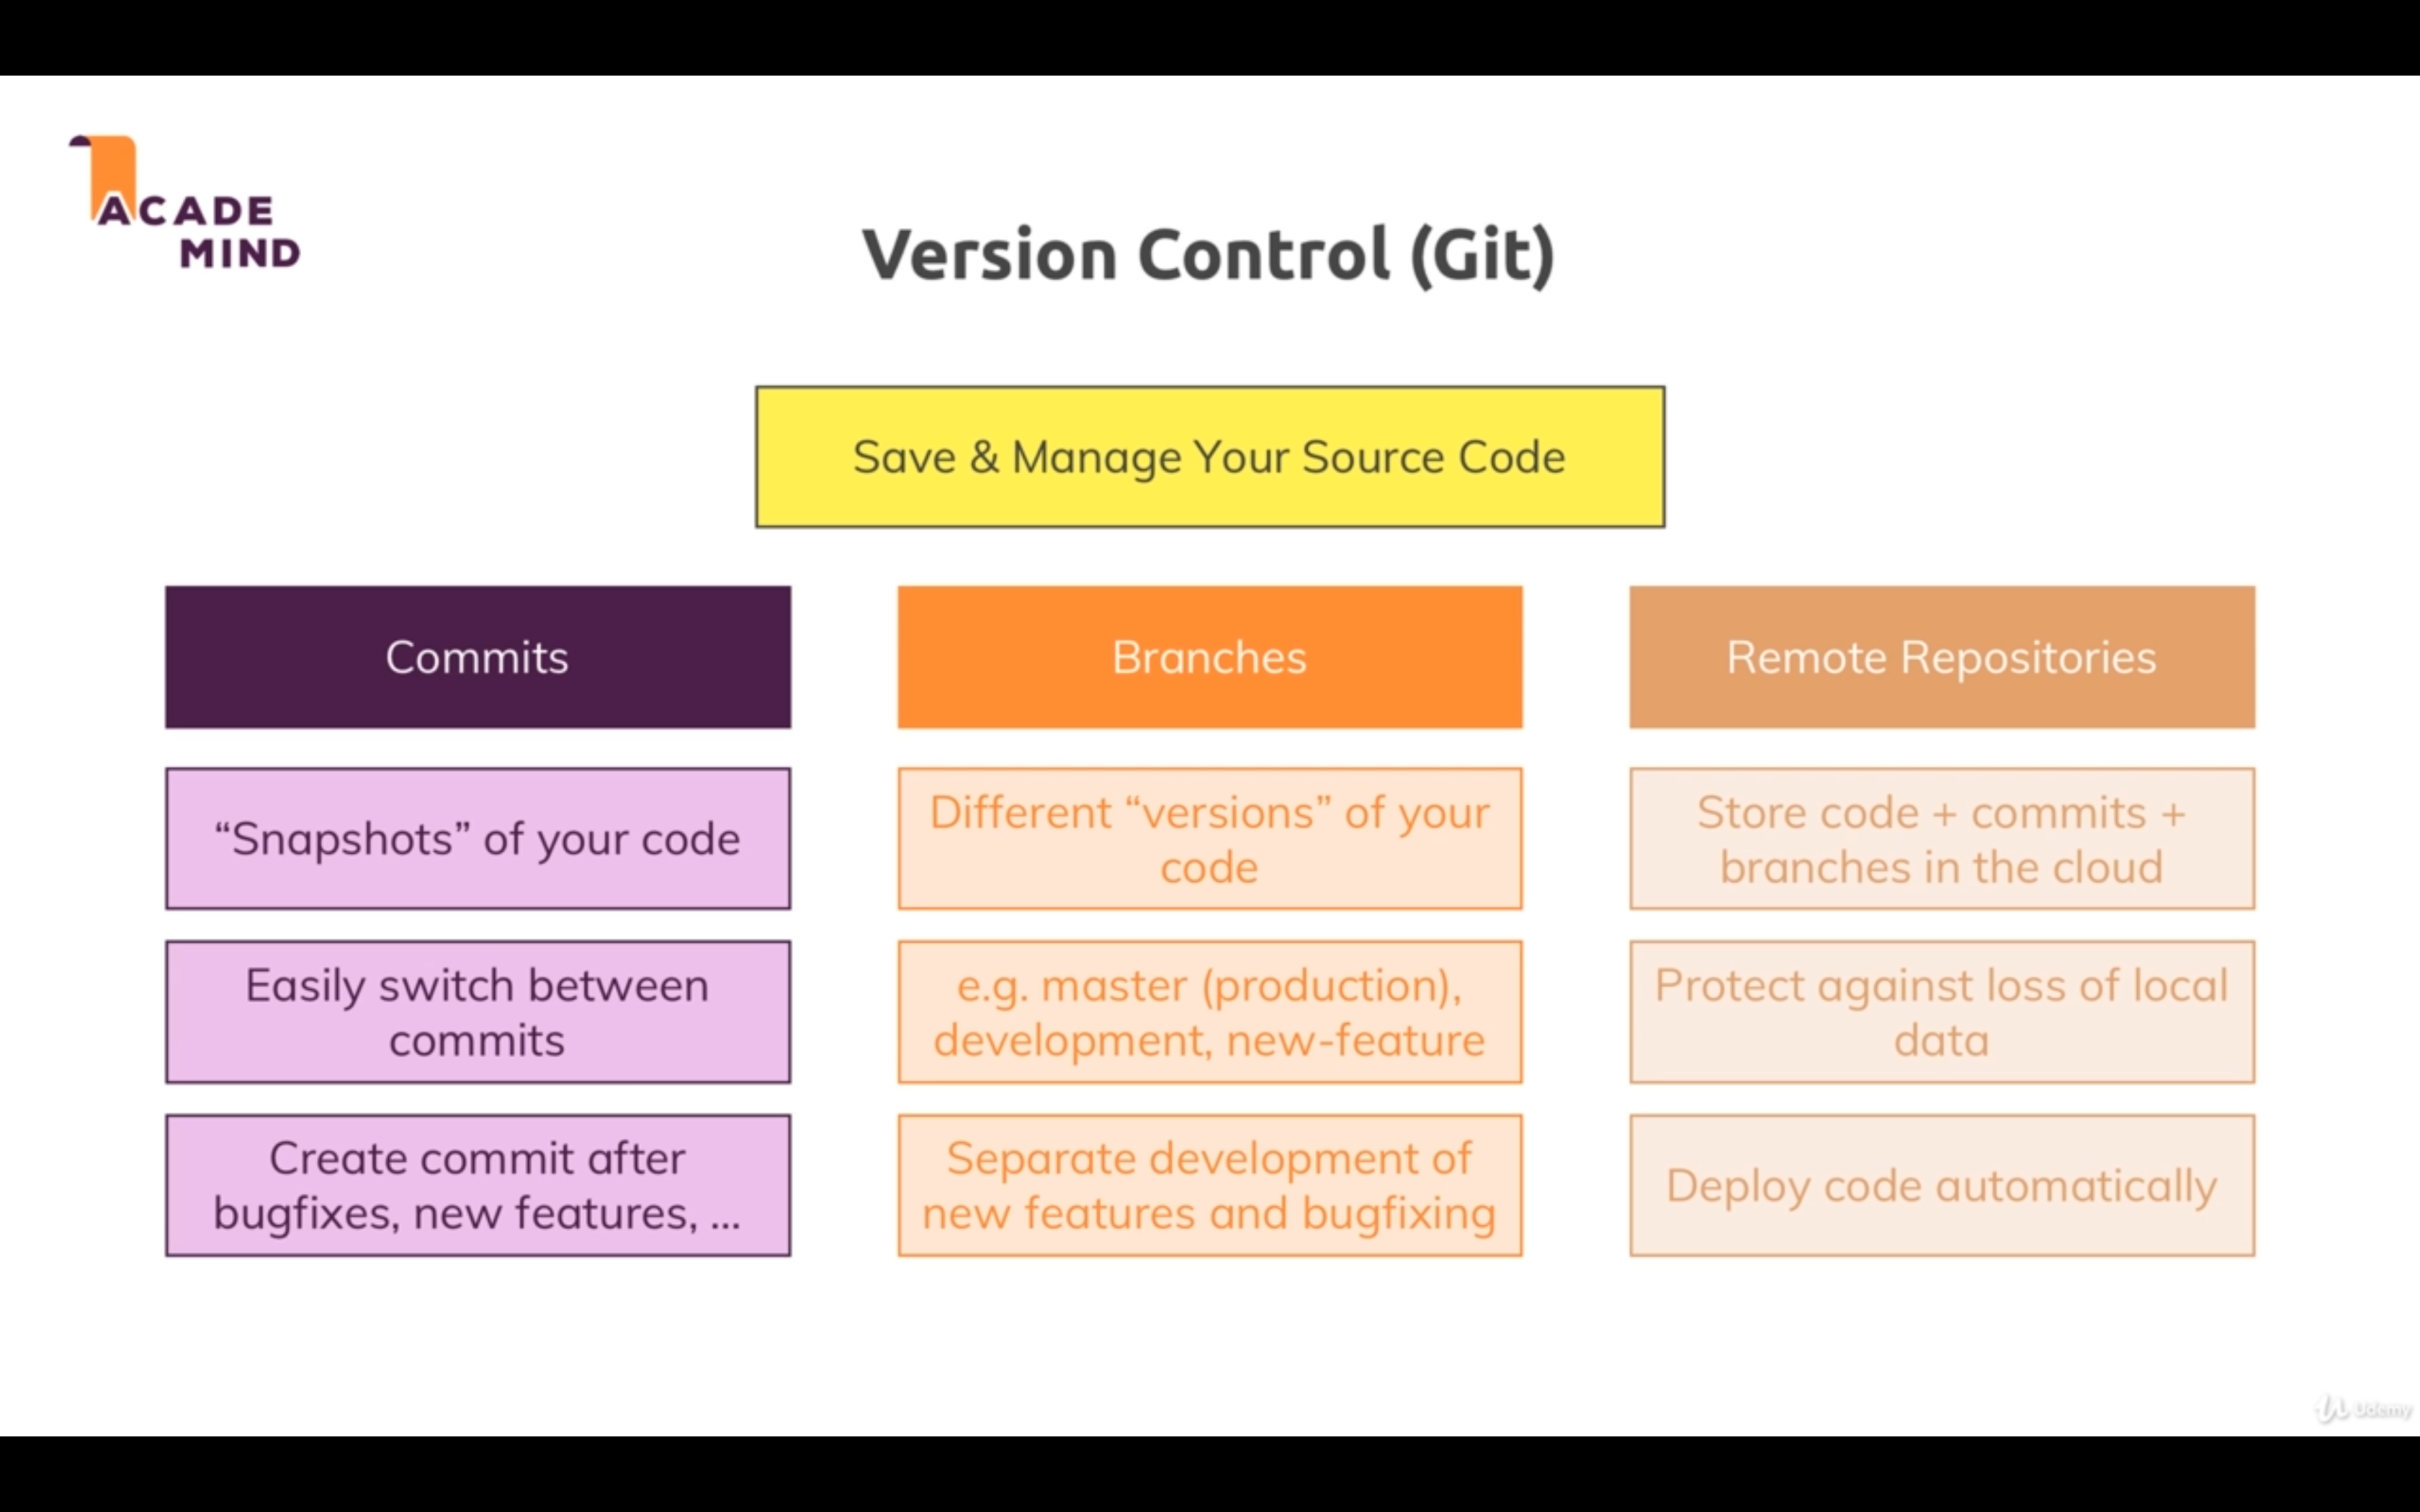 ACADE
MIND
Version Control (Git)
Save & Manage Your Source Code
Commits
“Snapshots” of your code
Easily switch between
commits
Create commit after
bugfixes, new features, ...
Branches
Different “versions” of your
code
e.g. master (production),
development, new-feature
Separate development of
new features and bugfixing
Remote Repositories
Store code + commits +
branches in the cloud
Protect against loss of local
data
Deploy code automatically
Udemy